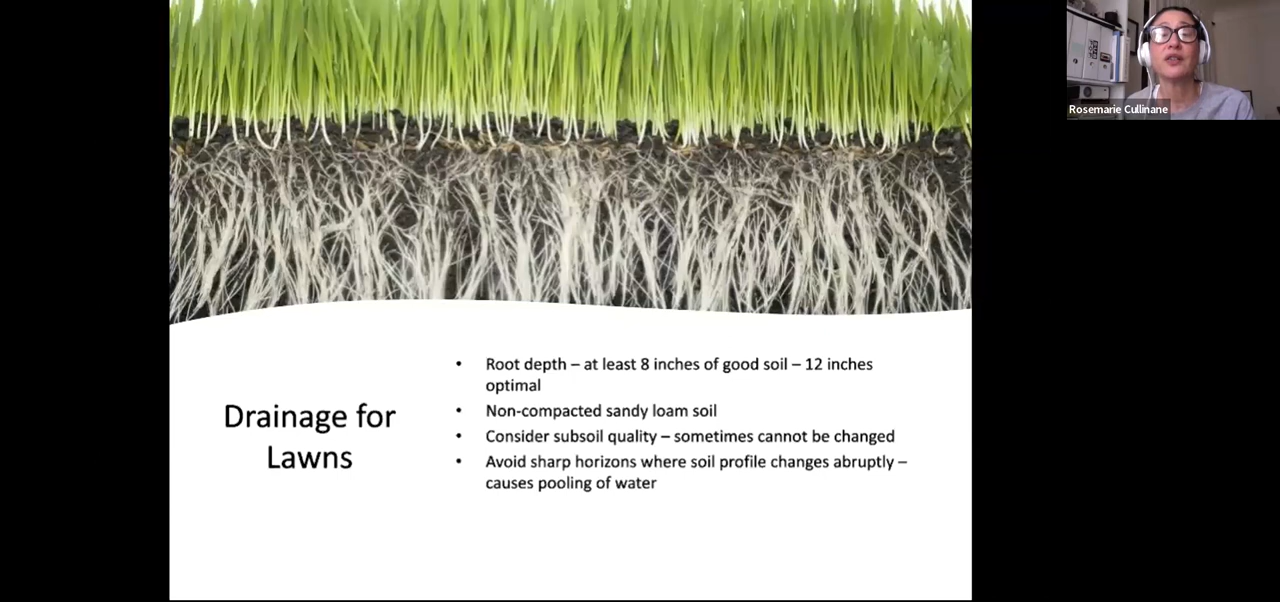 Rosemarie Cullinane
Drainage for
Lawns
• Root depth – at least 8 inches of good soil – 12 inches
optimal
• Non-compacted sandy loam soil
• Consider subsoil quality – sometimes cannot be changed
• Avoid sharp horizons where soil profile changes abruptly –
causes pooling of water